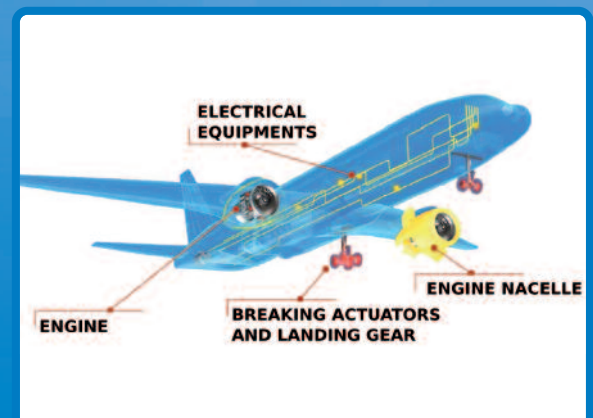 ELECTRICAL
EQUIPMENTS
ENGINE NACELLE
ENGINE
BREAKING ACTUATORS
AND LANDING GEAR